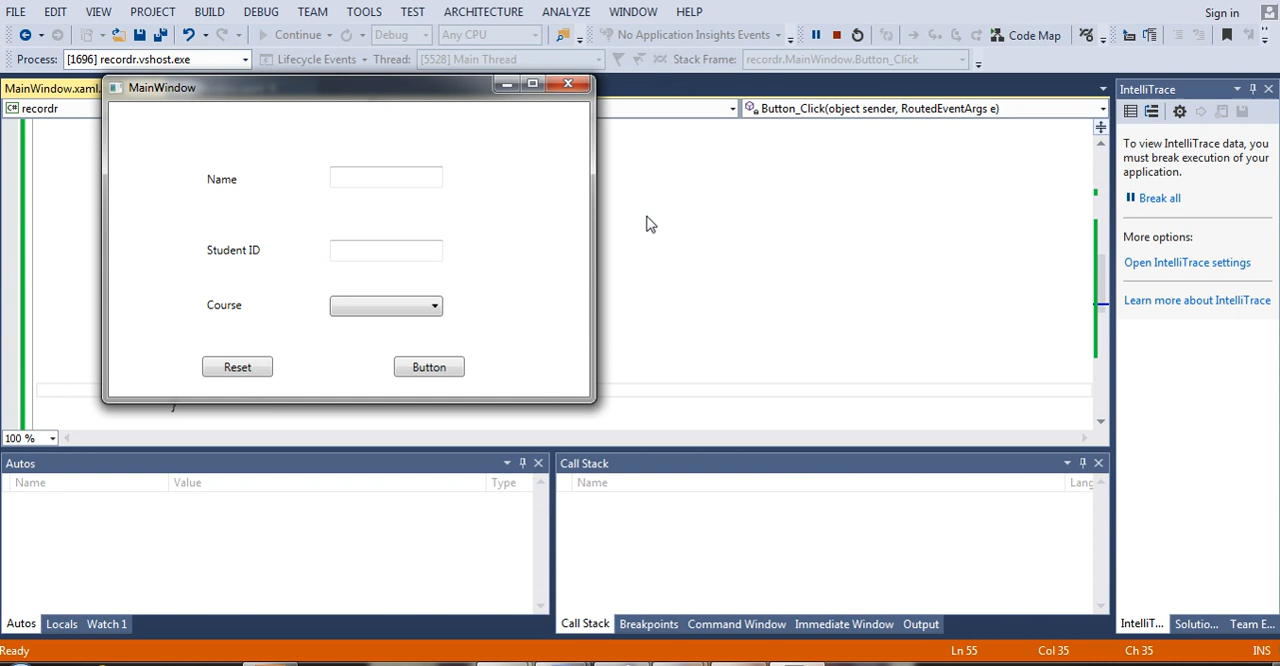 FILE EDIT VIEW PROJECT BUILD DEBUG TEAM TOOLS TEST ARCHITECTURE ANALYZE WINDOW HELP Sign in
Continue Debug Any CPU No Application Insights Events Code Map
Process: [1696] recordr.vshost.exe Lifecycle Events Thread: [5528] Main Thread Stack Frame: recordr.MainWindow.Button_Click
MainWindow.xaml.
MainWindow
IntelliTrace
C# recordr
Button_Click(object sender, RoutedEventArgs e)
To view IntelliTrace data, you
must break execution of your
application.
Break all
More options:
Open IntelliTrace settings
Learn more about IntelliTrace
Name
Student ID
Course
Reset Button
}
100 %
Autos
Name Value Type
Call Stack
Name Lang
Autos Locals Watch 1
Call Stack Breakpoints Command Window Immediate Window Output
IntelliT... Solutio... Team E...
Ready Ln 55 Col 35 Ch 35 INS